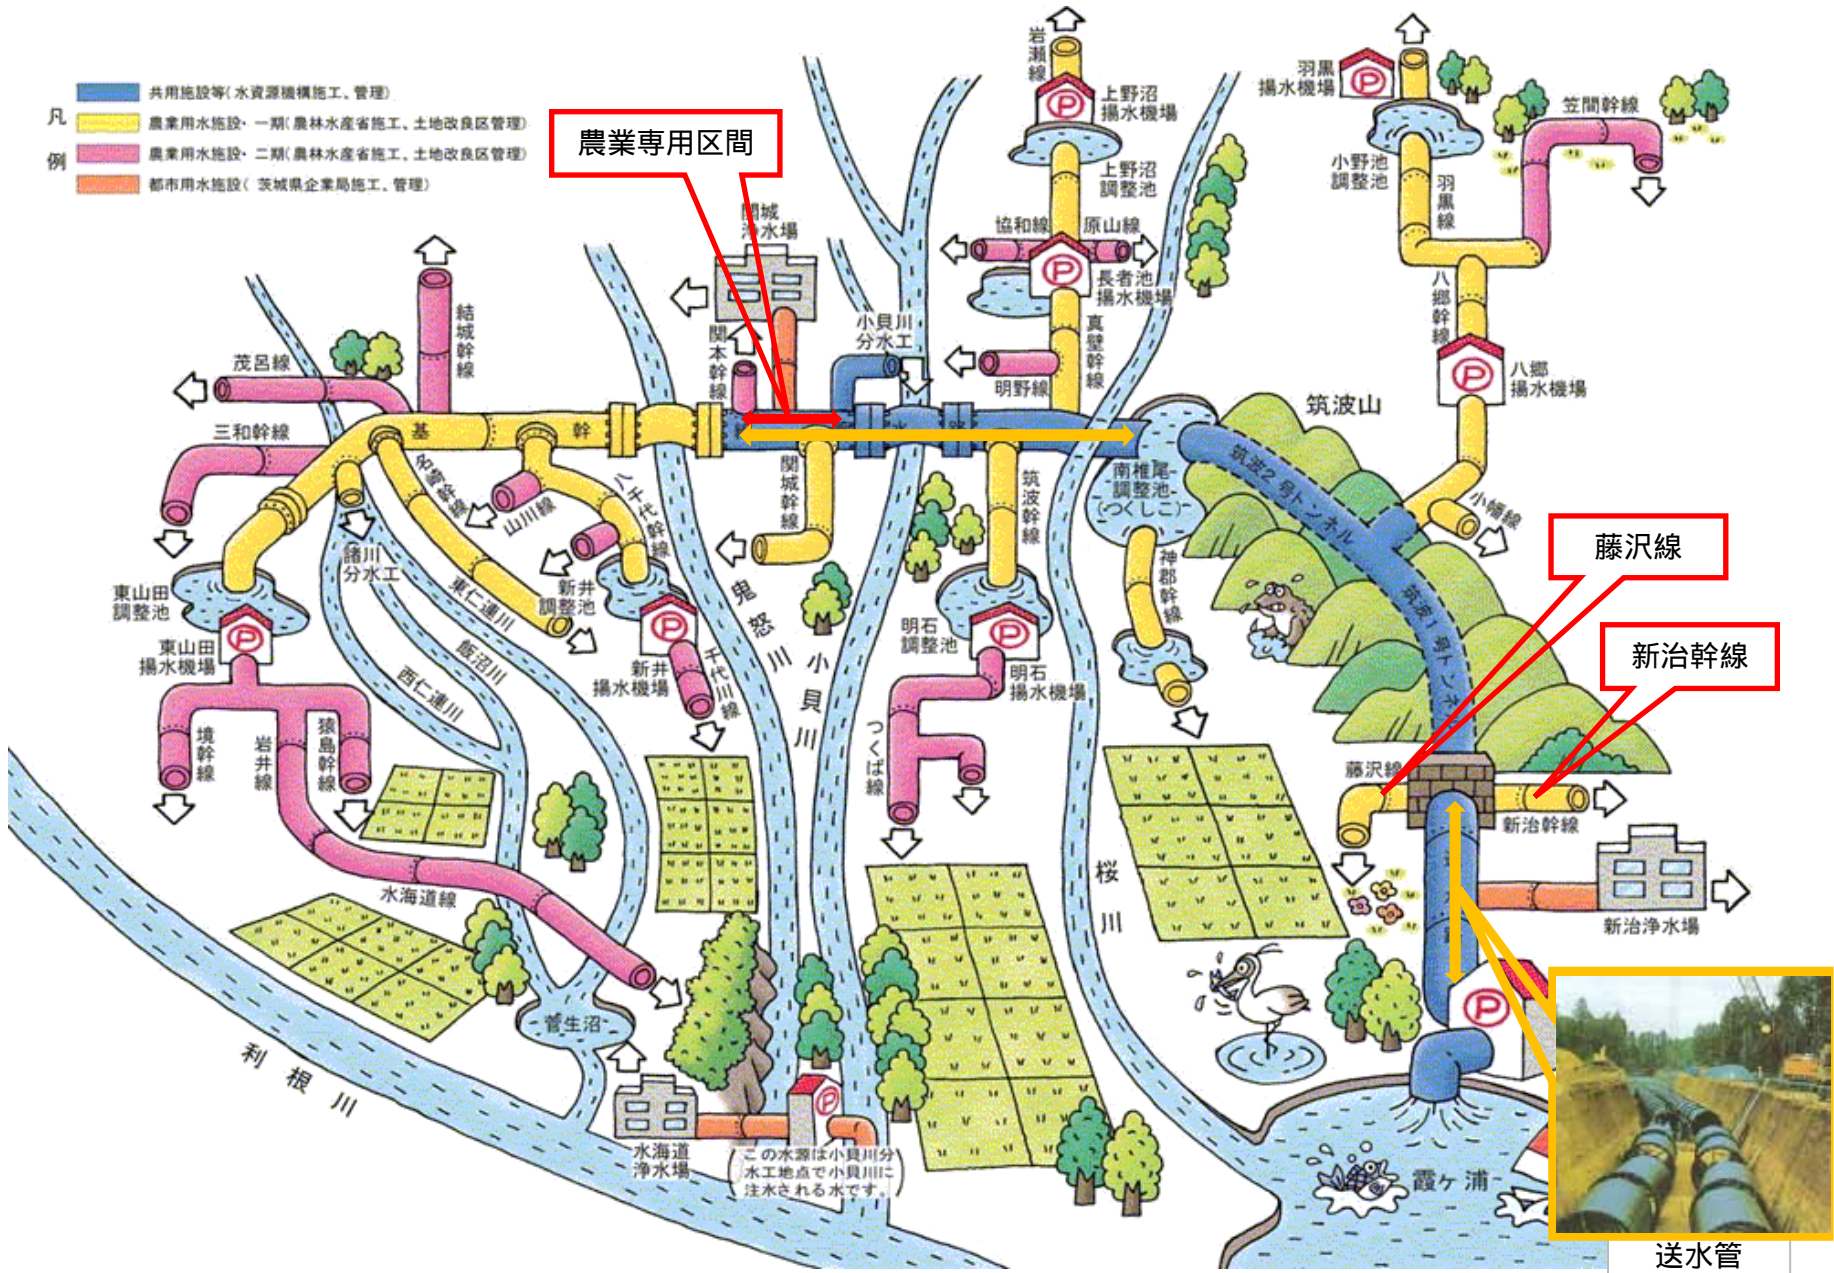 凡
例
共用施設等(水資源機構施工、管理)
農業用水施設・一期(農林水産省施工、土地改良区管理)
農業用水施設・二期(農林水産省施工、土地改良区管理)
都市用水施設(茨城県企業局施工、管理)
農業専用区間
岩瀬線
上野沼
揚水機場
上野沼
調整池
羽黒
揚水機場
小野池
調整池
羽黒線
笠間幹線
関城
浄水場
協和線
原山線
長者池
揚水機場
真壁幹線
明野線
小貝川
分水工
関本幹線
結城幹線
茂呂線
三和幹線
基
幹
水
路
八郷幹線
八郷
揚水機場
筑波山
小幡線
筑波2号トンネル
筑波1号トンネル
南椎尾
調整池
(つくしこ)
神郡幹線
筑波幹線
関城幹線
八千代幹線
山川線
名崎幹線
諸川
分水工
東山田
調整池
東山田
揚水機場
東仁連川
飯沼川
西仁連川
新井
調整池
新井
揚水機場
千代川線
鬼怒川
小貝川
明石
調整池
明石
揚水機場
つくば線
境幹線
岩井線
猿島幹線
水海道線
桜川
藤沢線
新治幹線
藤沢線
新治幹線
送水路
新治浄水場
菅生沼
利根川
水海道
浄水場
(この水源は小貝川分
水工地点で小貝川に
注水される水です。)
霞ヶ浦
送水管
P
P
P
P
P
P
P
P
P
P